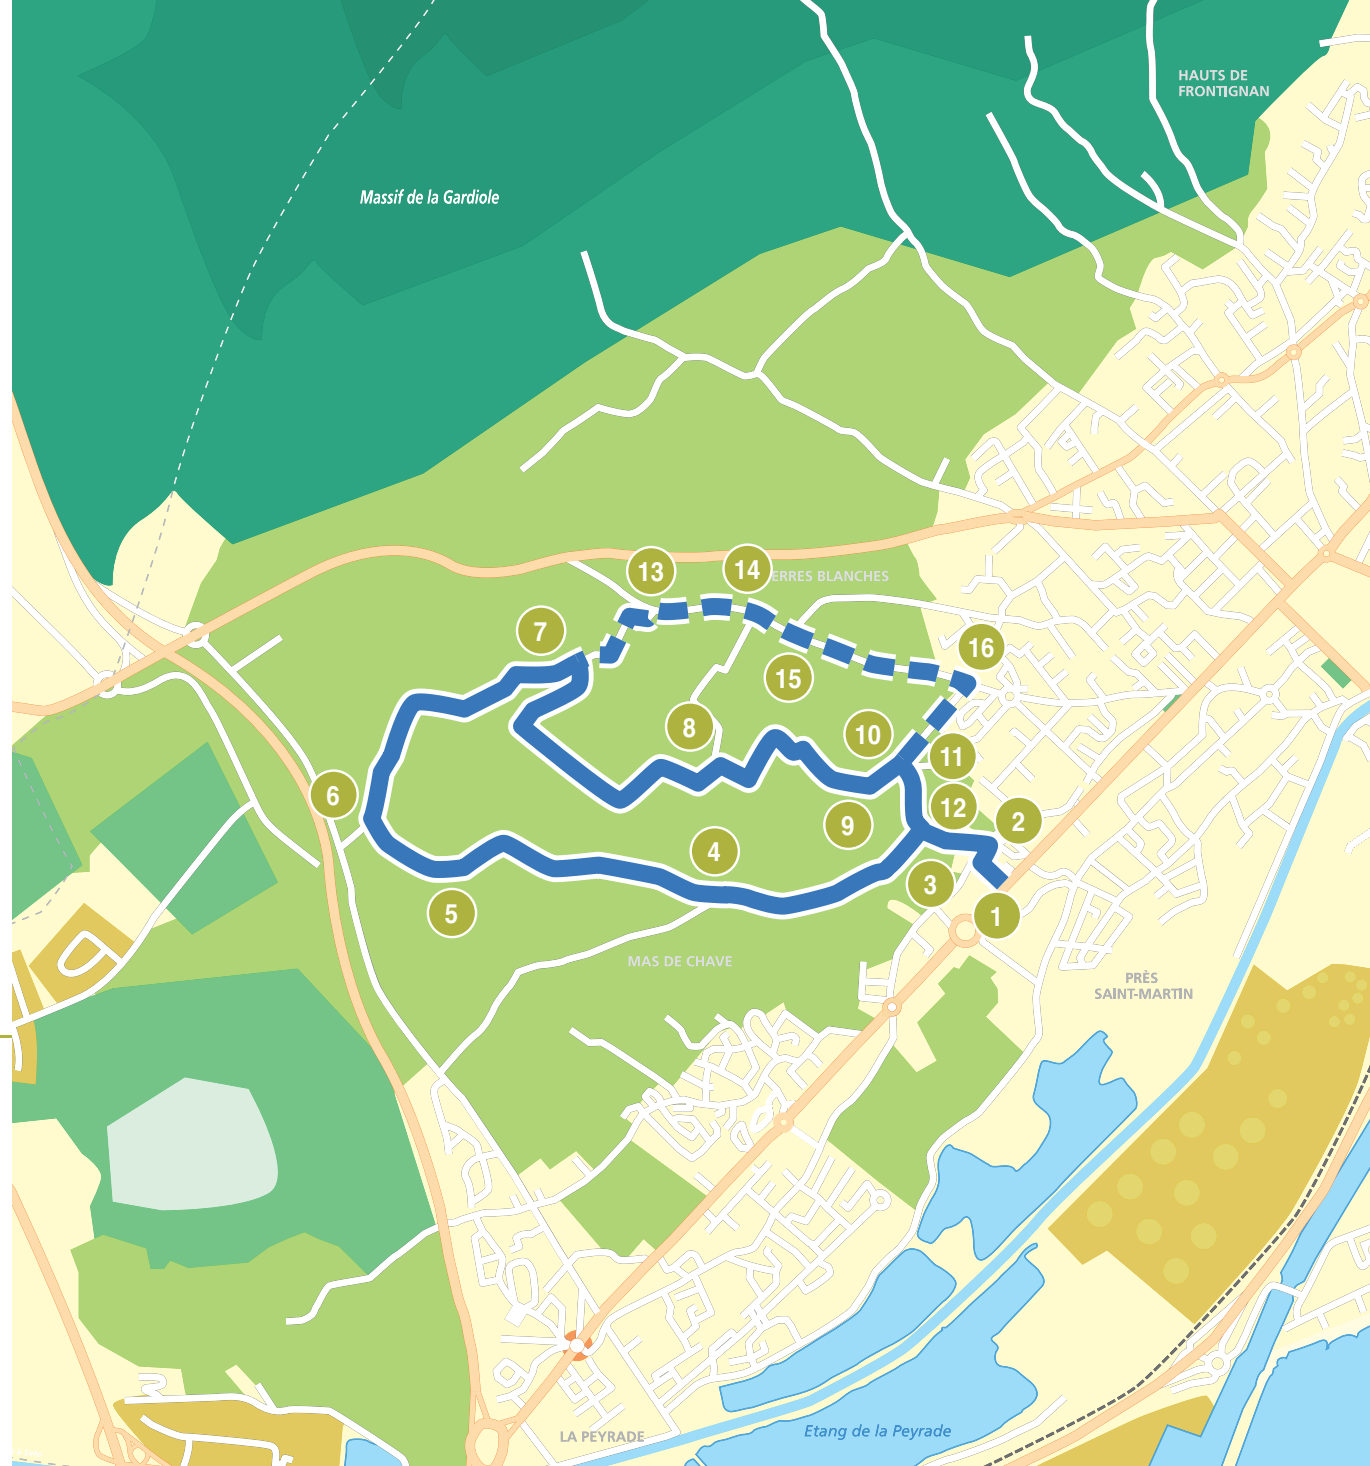 HAUTS DE
FRONTIGNAN
Massif de la Gardiole
13
14
ERRES BLANCHES
7
16
15
8
10
11
6
12
2
9
4
3
5
1
MAS DE CHAVE
PRÈS
SAINT-MARTIN
LA PEYRADE
Etang de la Peyrade